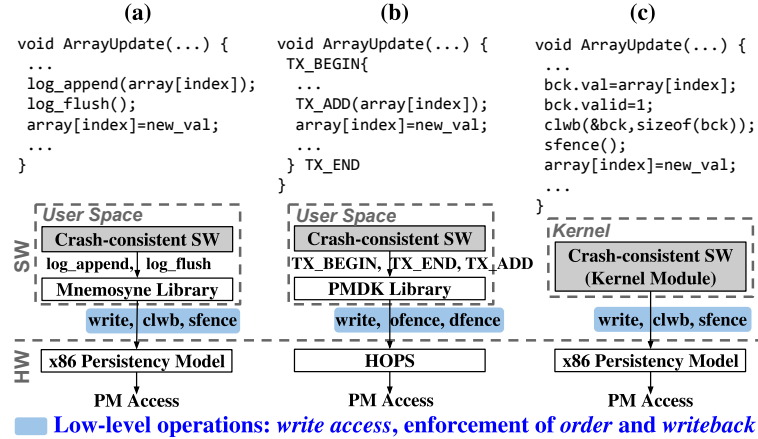 (a)
void ArrayUpdate(...) {
...
log_append(array[index]);
log_flush();
array[index]=new_val;
...
}
(b)
void ArrayUpdate(...) {
TX_BEGIN{
...
TX_ADD(array[index]);
array[index]=new_val;
...
} TX_END
}
(c)
void ArrayUpdate(...) {
...
bck.val=array[index];
bck.valid=1;
clwb(&bck,sizeof(bck));
sfence();
array[index]=new_val;
...
}
SW
User Space
Crash-consistent SW
log_append, log_flush
Mnemosyne Library
write, clwb, sfence
User Space
Crash-consistent SW
TX_BEGIN, TX_END, TX_ADD
PMDK Library
write, ofence, dfence
Kernel
Crash-consistent SW
(Kernel Module)
write, clwb, sfence
HW
x86 Persistency Model
PM Access
HOPS
PM Access
x86 Persistency Model
PM Access
Low-level operations: write access, enforcement of order and writeback